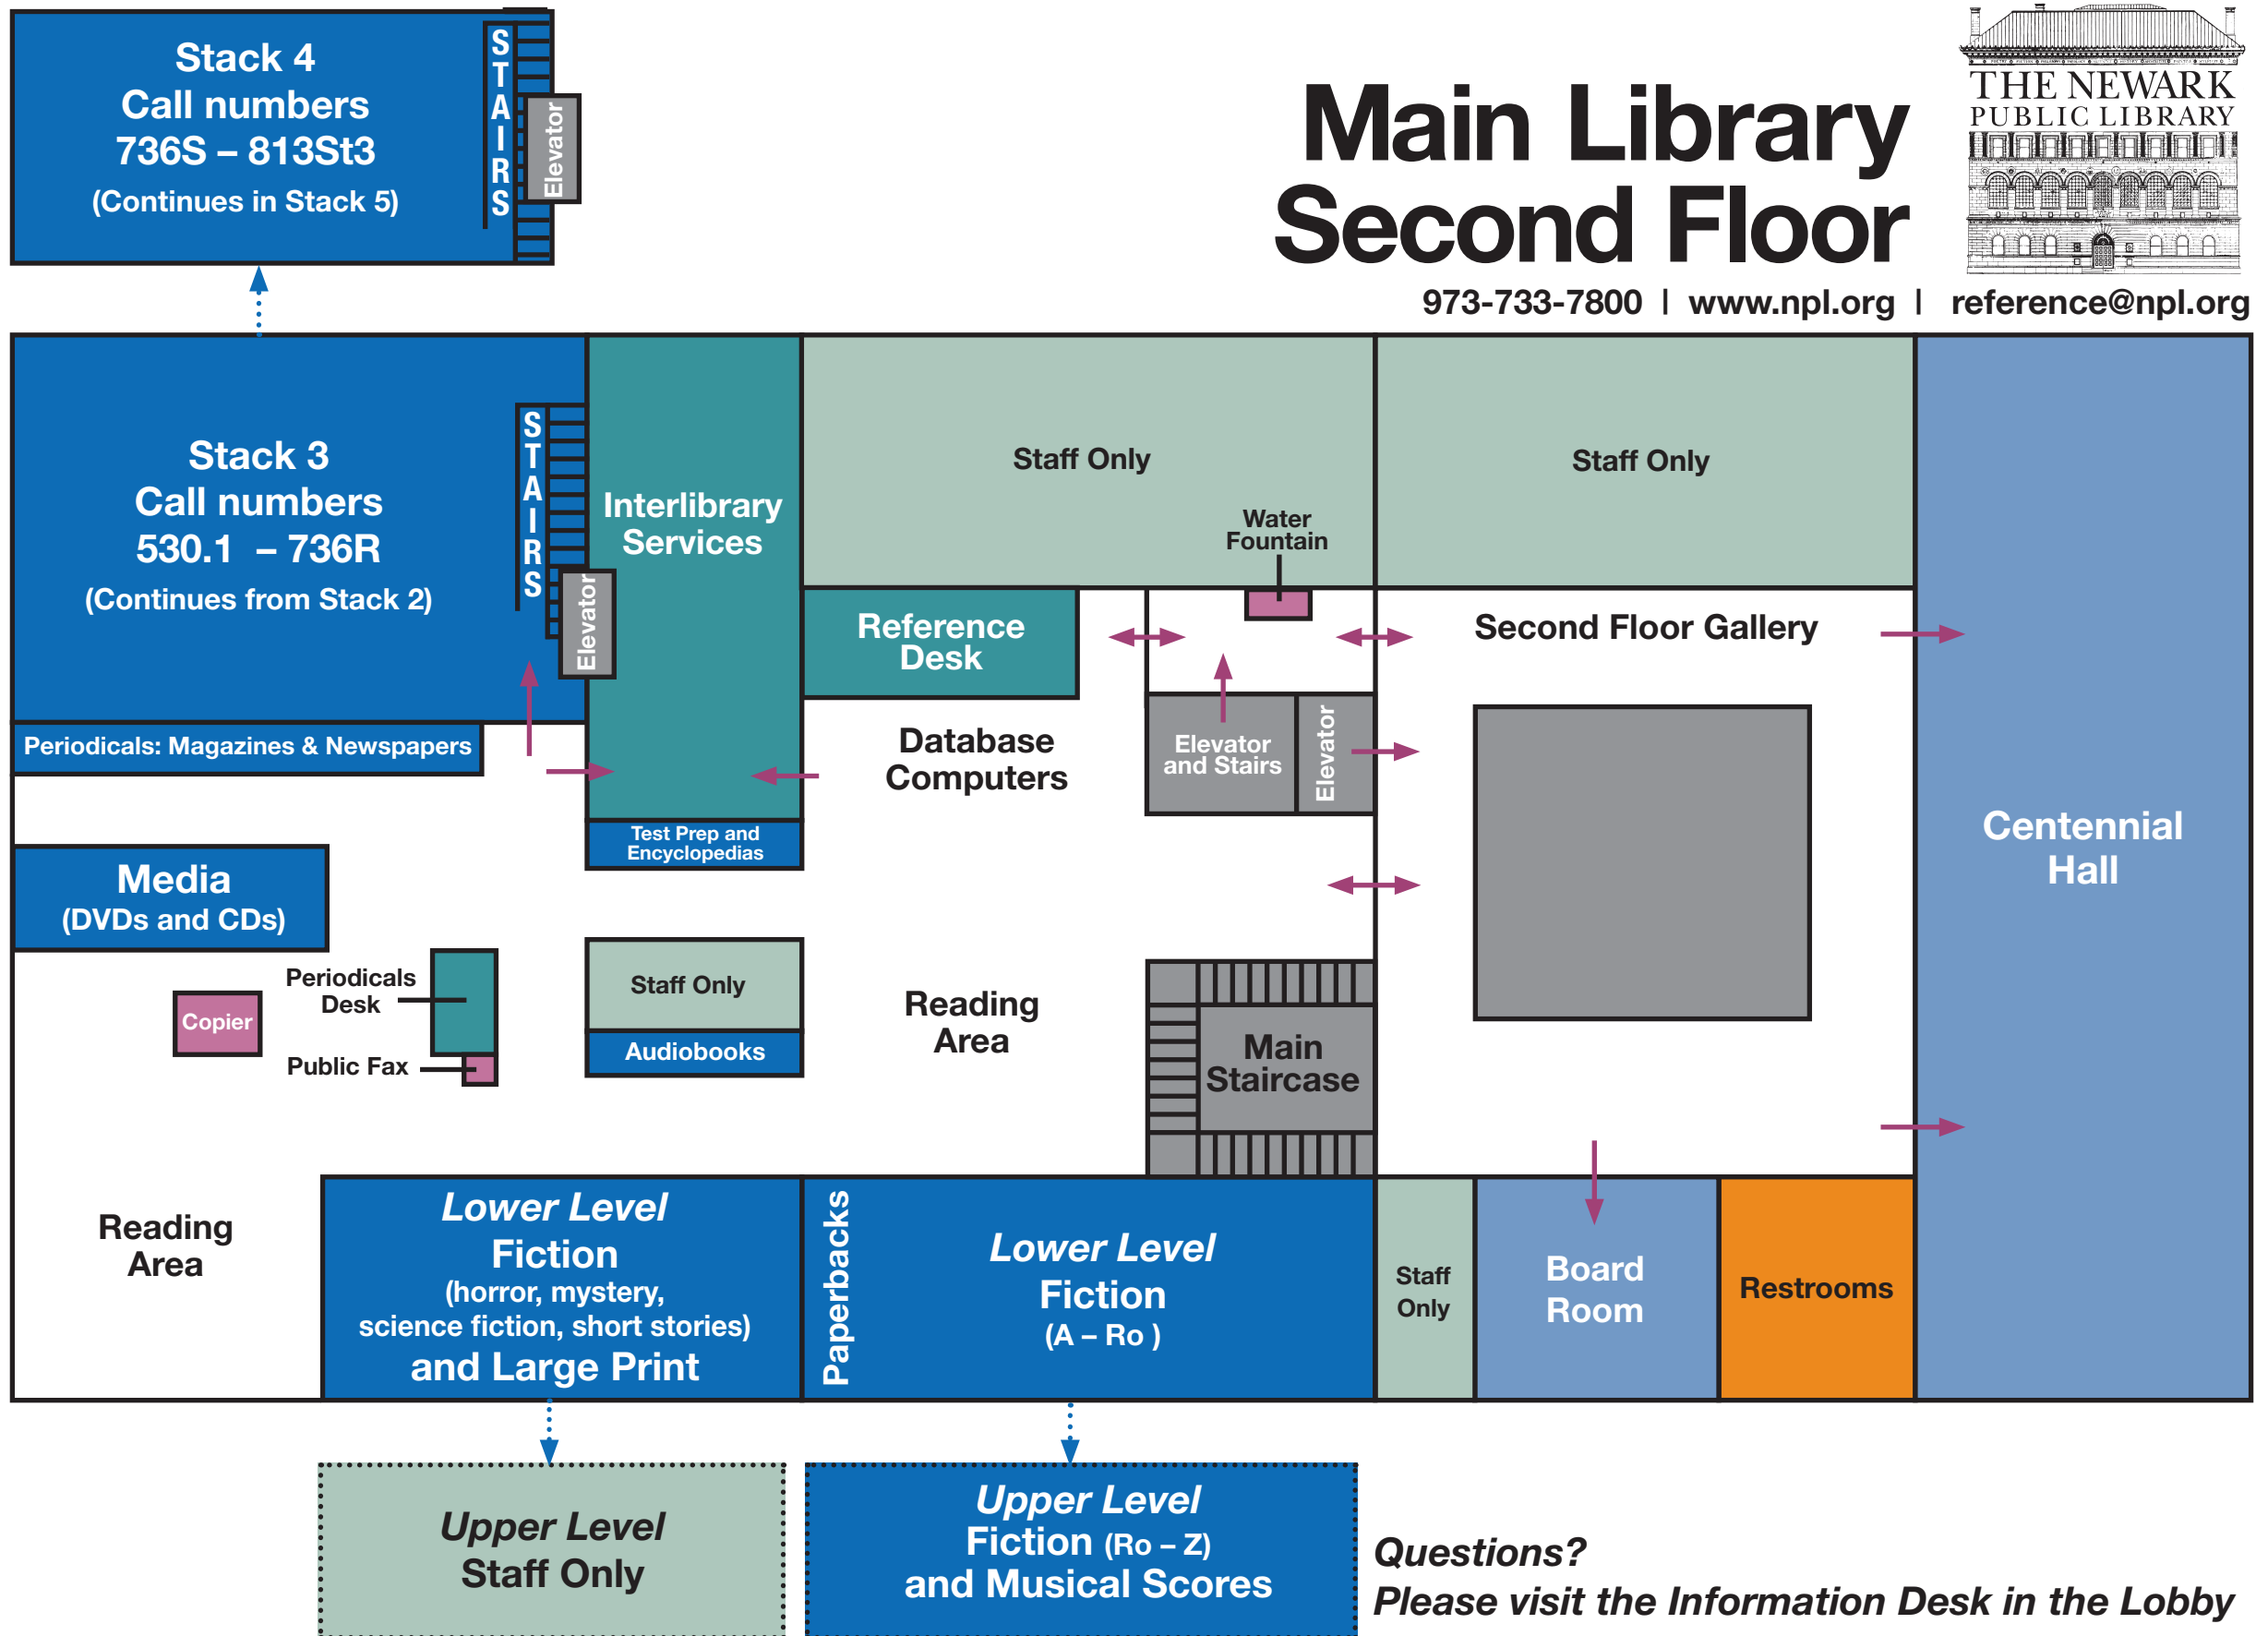 Stack 4
Call numbers
736S – 813St3
(Continues in Stack 5)
STAIRS
Elevator
Main Library
Second Floor
THE NEWARK
PUBLIC LIBRARY
973-733-7800 | www.npl.org | reference@npl.org
Stack 3
Call numbers
530.1 – 736R
(Continues from Stack 2)
STAIRS
Elevator
Interlibrary
Services
Staff Only
Staff Only
Water
Fountain
Reference
Desk
Second Floor Gallery
Periodicals: Magazines & Newspapers
Database
Computers
Elevator
and Stairs
Elevator
Test Prep and
Encyclopedias
Centennial
Hall
Media
(DVDs and CDs)
Periodicals
Desk
Copier
Public Fax
Staff Only
Audiobooks
Reading
Area
Main
Staircase
Reading
Area
Lower Level
Fiction
(horror, mystery,
science fiction, short stories)
and Large Print
Paperbacks
Lower Level
Fiction
(A – Ro )
Staff
Only
Board
Room
Restrooms
Upper Level
Staff Only
Upper Level
Fiction (Ro – Z)
and Musical Scores
Questions?
Please visit the Information Desk in the Lobby